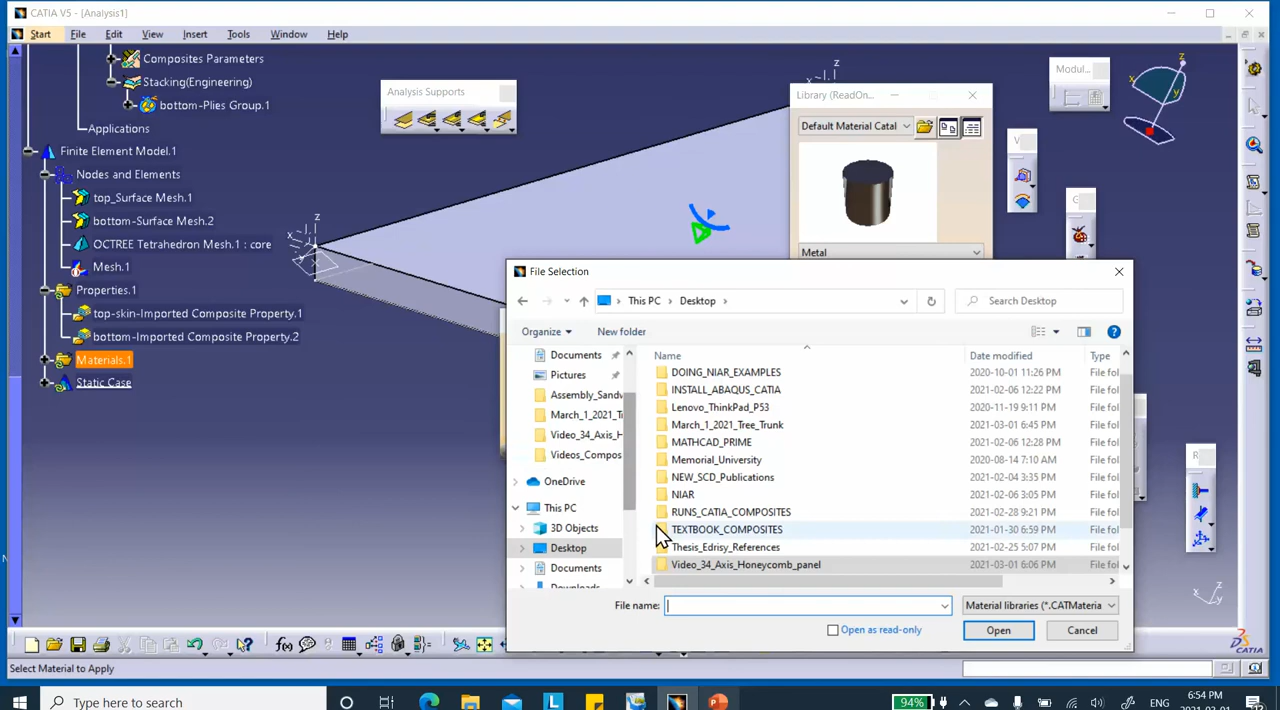 CATIA V5 - [Analysis1]
Start File Edit View Insert Tools Window Help
Composites Parameters
Stacking(Engineering)
bottom-Plies Group.1
Applications
Finite Element Model.1
Nodes and Elements
top_Surface Mesh.1
bottom-Surface Mesh.2
OCTREE Tetrahedron Mesh.1 : core
Mesh.1
Properties.1
top-skin-Imported Composite Property.1
bottom-Imported Composite Property.2
Materials.1
Static Case
Analysis Supports
z
x
z
x
Library (ReadOn...
Default Material Catal
Metal
Modul...
z
x
y
V
G
R
File Selection
This PC › Desktop ›
Search Desktop
Organize
New folder
Documents
Pictures
Assembly_Sandw
March_1_2021_Tr
Video_34_Axis_H
Videos_Compos
OneDrive
This PC
3D Objects
Desktop
Documents
Name Date modified Type
DOING_NIAR_EXAMPLES 2020-10-01 11:26 PM File fol
INSTALL_ABAQUS_CATIA 2021-02-06 12:22 PM File fol
Lenovo_ThinkPad_P53 2020-11-19 9:11 PM File fol
March_1_2021_Tree_Trunk 2021-03-01 6:45 PM File fol
MATHCAD_PRIME 2021-02-06 12:28 PM File fol
Memorial_University 2020-08-14 7:10 AM File fol
NEW_SCD_Publications 2021-02-04 3:35 PM File fol
NIAR 2021-02-06 3:05 PM File fol
RUNS_CATIA_COMPOSITES 2021-02-28 9:21 PM File fol
TEXTBOOK_COMPOSITES 2021-01-30 6:59 PM File fol
Thesis_Edrisy_References 2021-02-25 5:07 PM File fol
Video_34_Axis_Honeycomb_panel 2021-03-01 6:06 PM File fol
File name:
Material libraries (*.CATMateria
Open as read-only
Open
Cancel
f(x)
Select Material to Apply
Type here to search
94%
ENG
6:54 PM